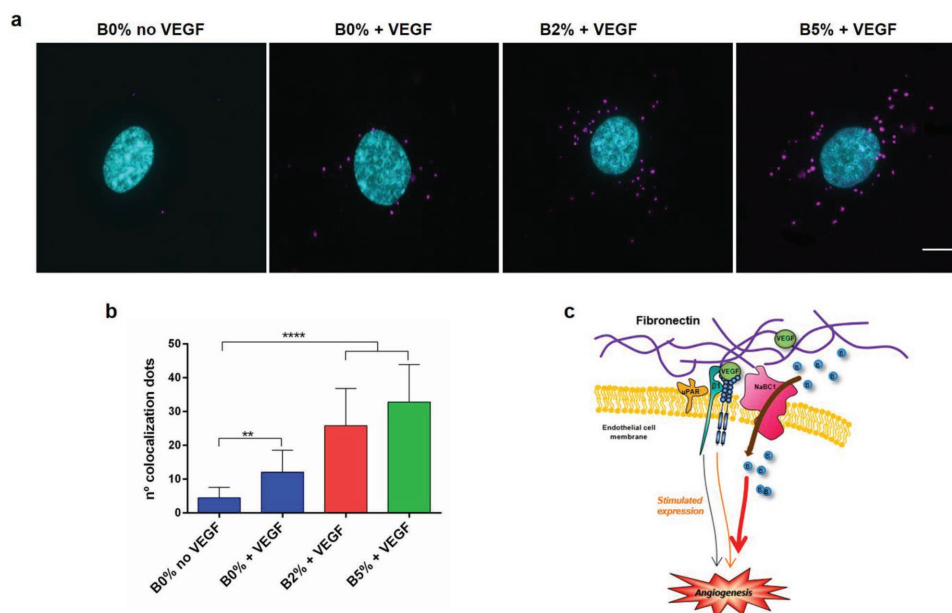 a
B0% no VEGF
B0% + VEGF
B2% + VEGF
B5% + VEGF
b
nº colocalization dots
50
40
30
20
10
0
****
**
B0% no VEGF
B0% + VEGF
B2% + VEGF
B5% + VEGF
c
Fibronectin
VEGF
B
B
B
B
B
VEGF
NaBC1
uPAR
β1
Endothelial cell
membrane
B
B
B
B
B
B
Stimulated
expression
Angiogenesis